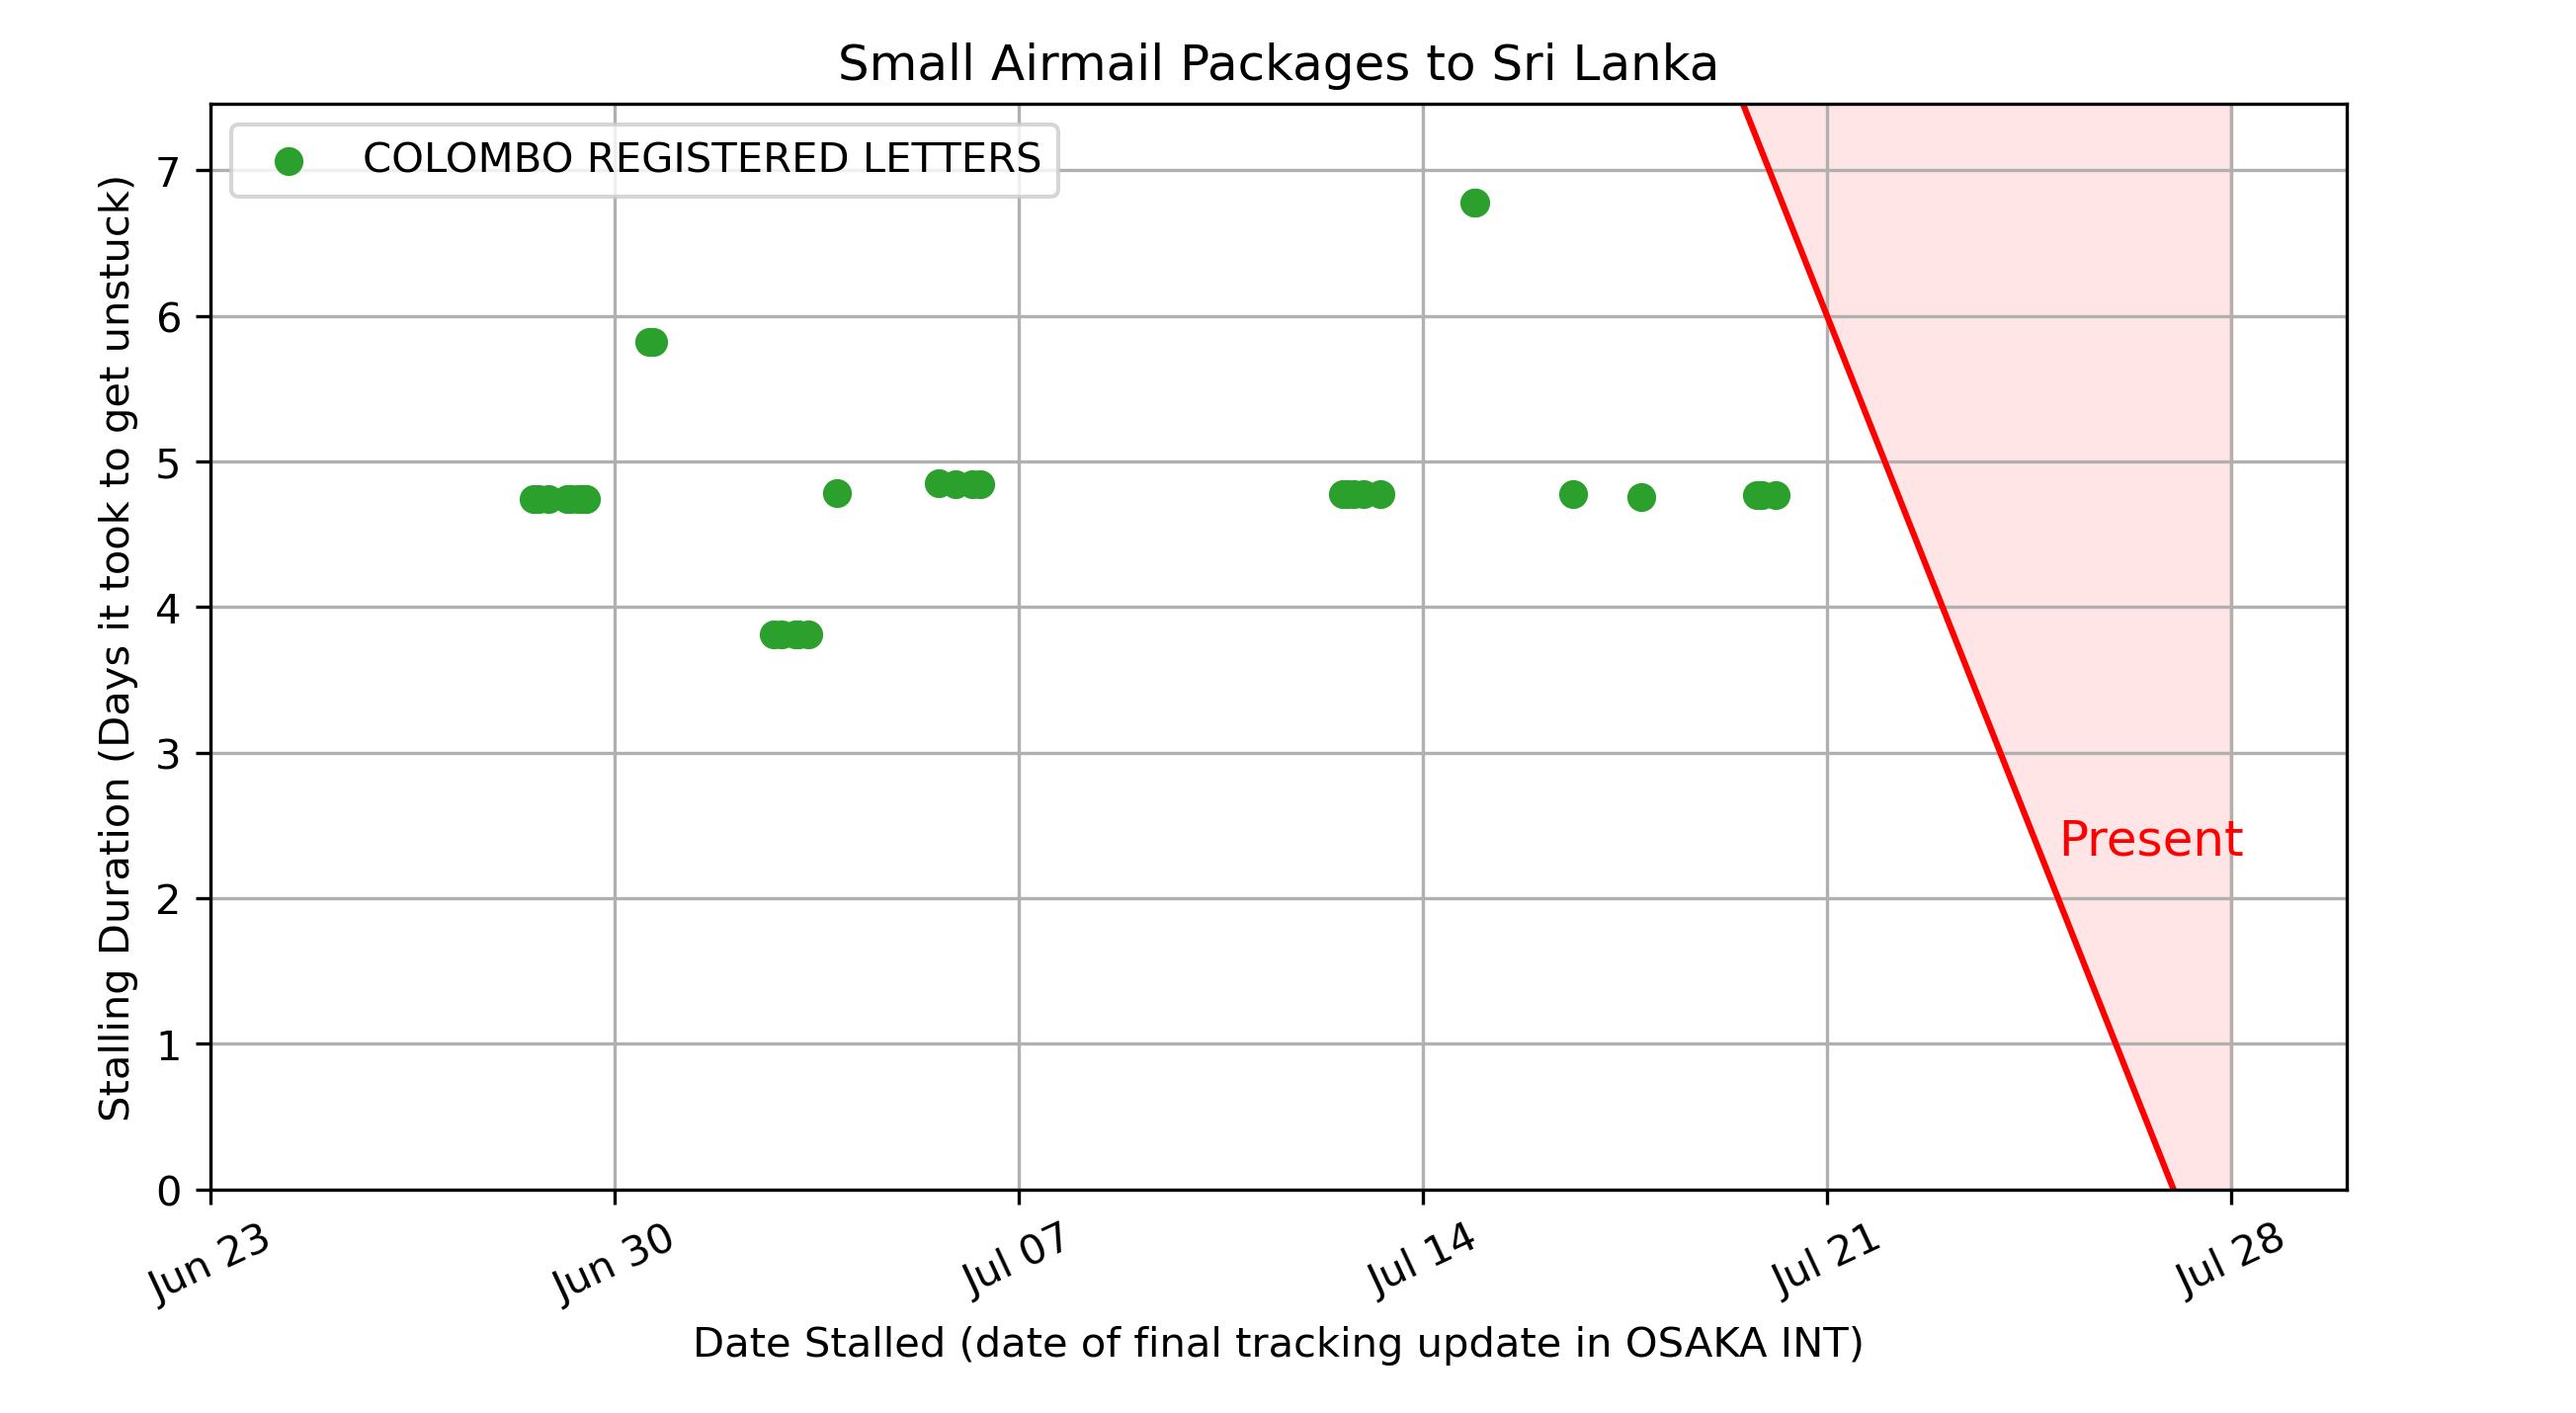 Small Airmail Packages to Sri Lanka
COLOMBO REGISTERED LETTERS
Stalling Duration (Days it took to get unstuck)
7
6
5
4
3
2
1
0
Present
Jun 23
Jun 30
Jul 07
Jul 14
Jul 21
Jul 28
Date Stalled (date of final tracking update in OSAKA INT)